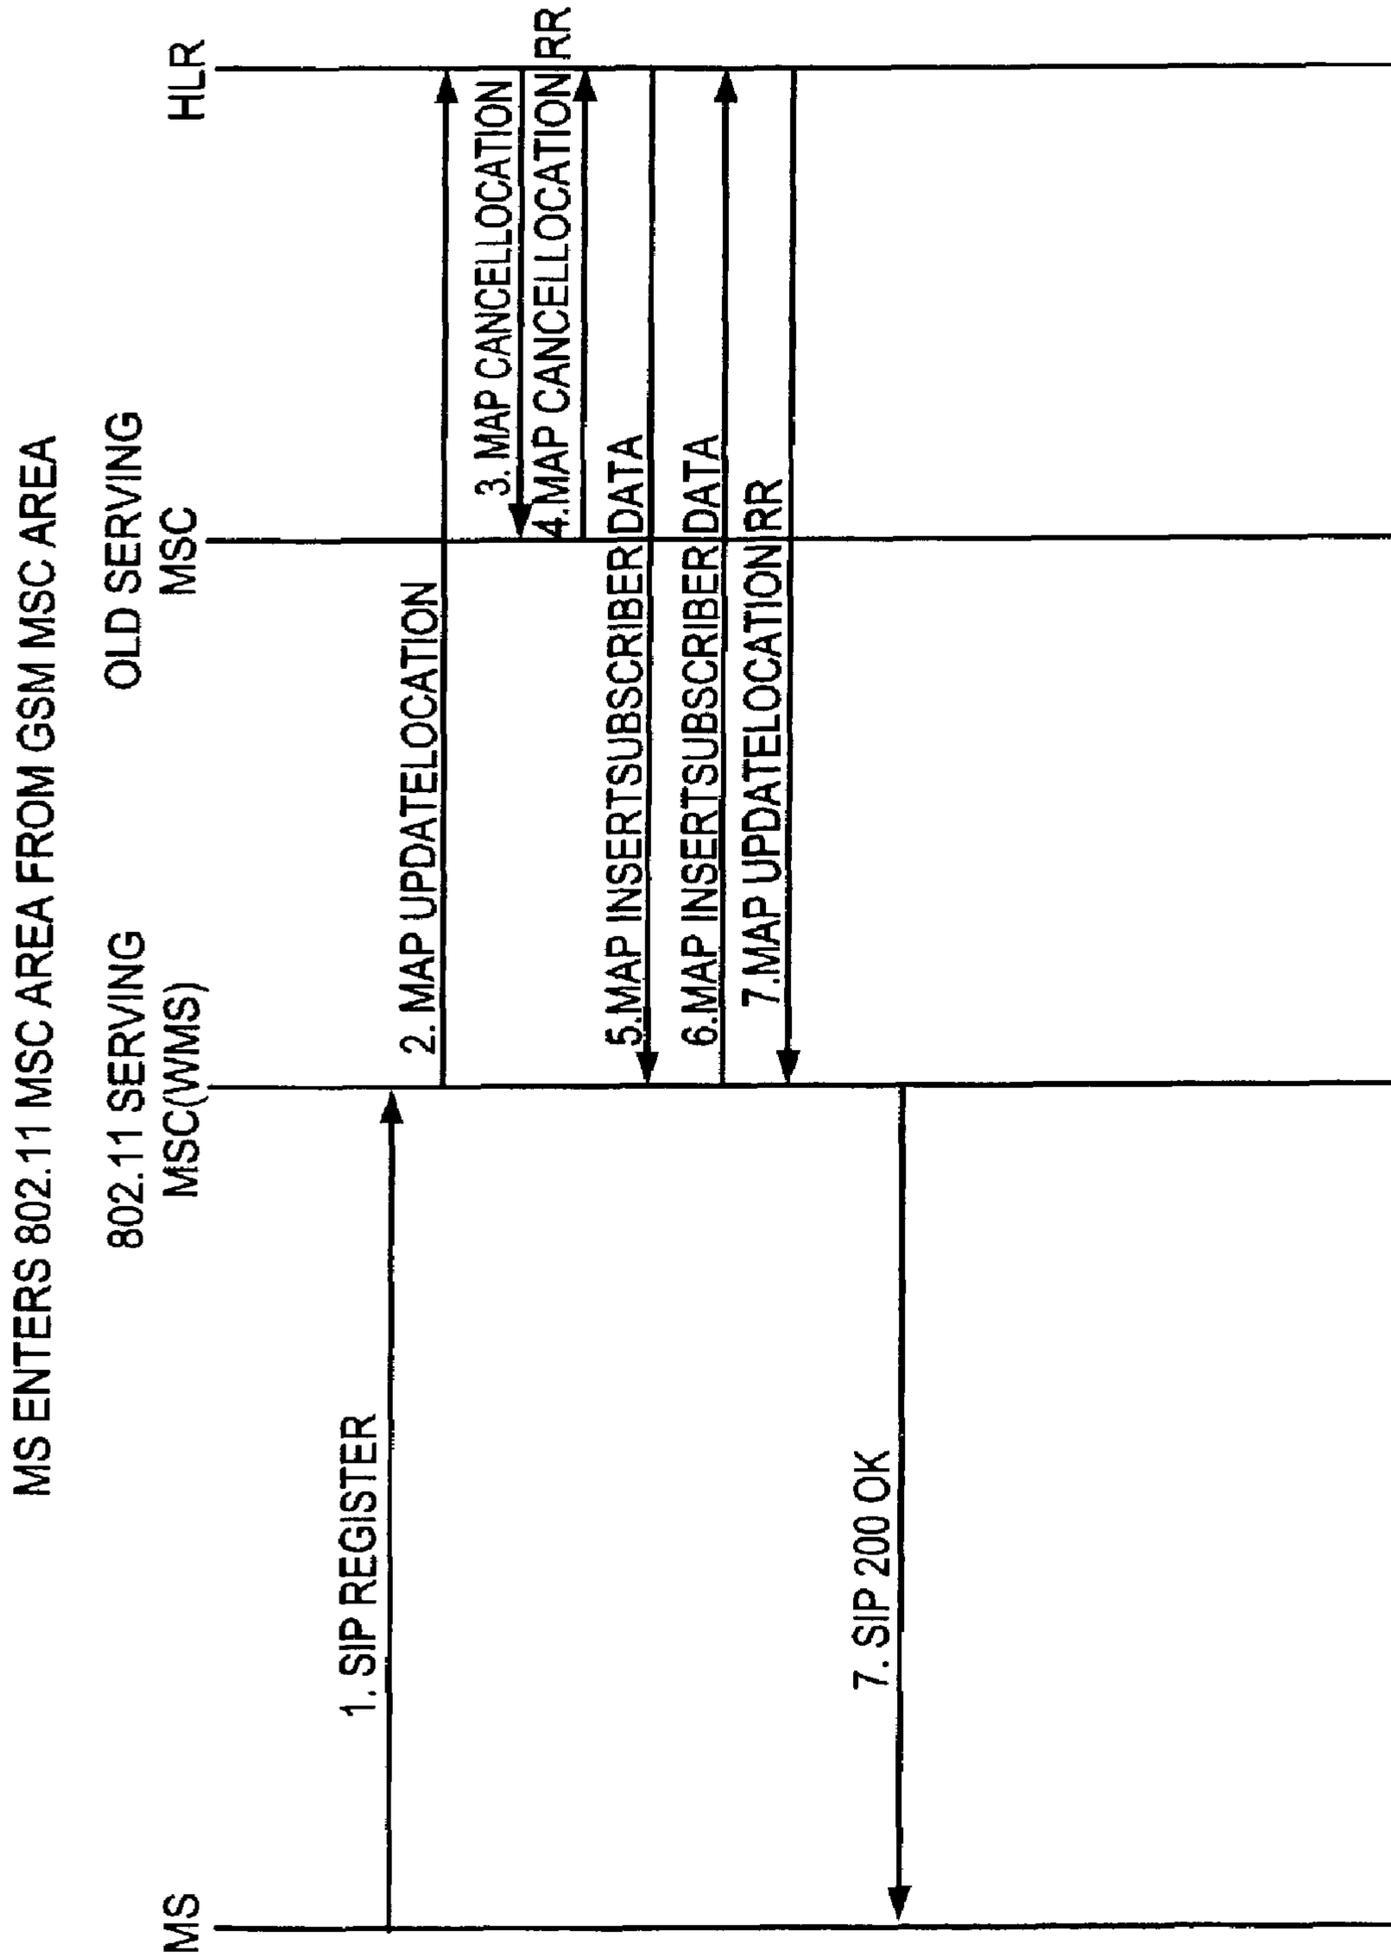 MS ENTERS 802.11 MSC AREA FROM GSM MSC AREA
MS
802.11 SERVING
MSC(WMS)
OLD SERVING
MSC
HLR
1. SIP REGISTER
2. MAP UPDATELOCATION
3. MAP CANCELLOCATION
4.MAP CANCELLOCATION RR
5.MAP INSERTSUBSCRIBER DATA
6.MAP INSERTSUBSCRIBER DATA
7.MAP UPDATELOCATION RR
7. SIP 200 OK